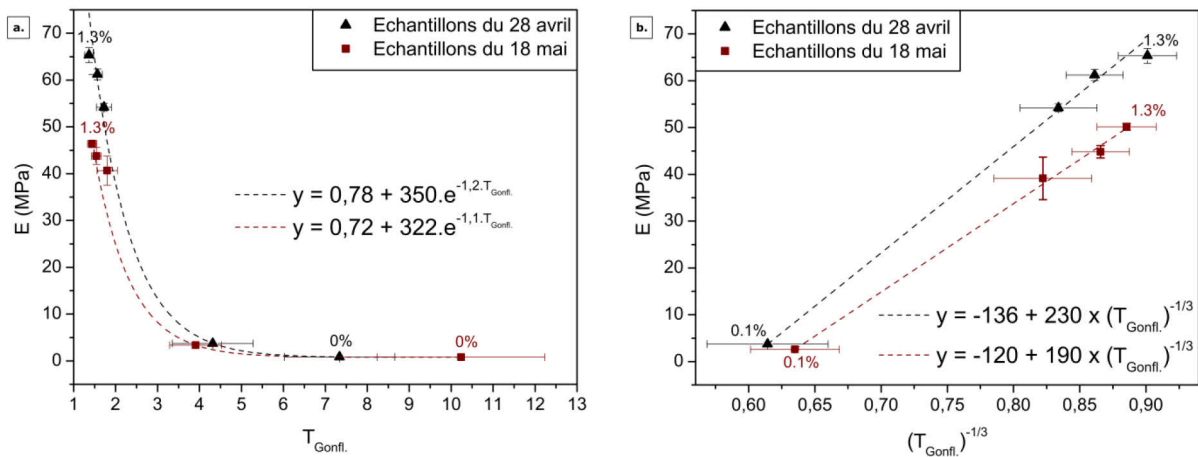 a.
Echantillons du 28 avril
Echantillons du 18 mai
1.3%
1.3%
y = 0,78 + 350.e^-1,2.T_Gonfl.
y = 0,72 + 322.e^-1,1.T_Gonfl.
0%
0%
E (MPa)
70
60
50
40
30
20
10
0
1 2 3 4 5 6 7 8 9 10 11 12 13
T_Gonfl.
b.
Echantillons du 28 avril
Echantillons du 18 mai
1.3%
1.3%
0.1%
0.1%
y = -136 + 230 x (T_Gonfl.)^-1/3
y = -120 + 190 x (T_Gonfl.)^-1/3
E (MPa)
70
60
50
40
30
20
10
0
0,60 0,65 0,70 0,75 0,80 0,85 0,90
(T_Gonfl.)^-1/3